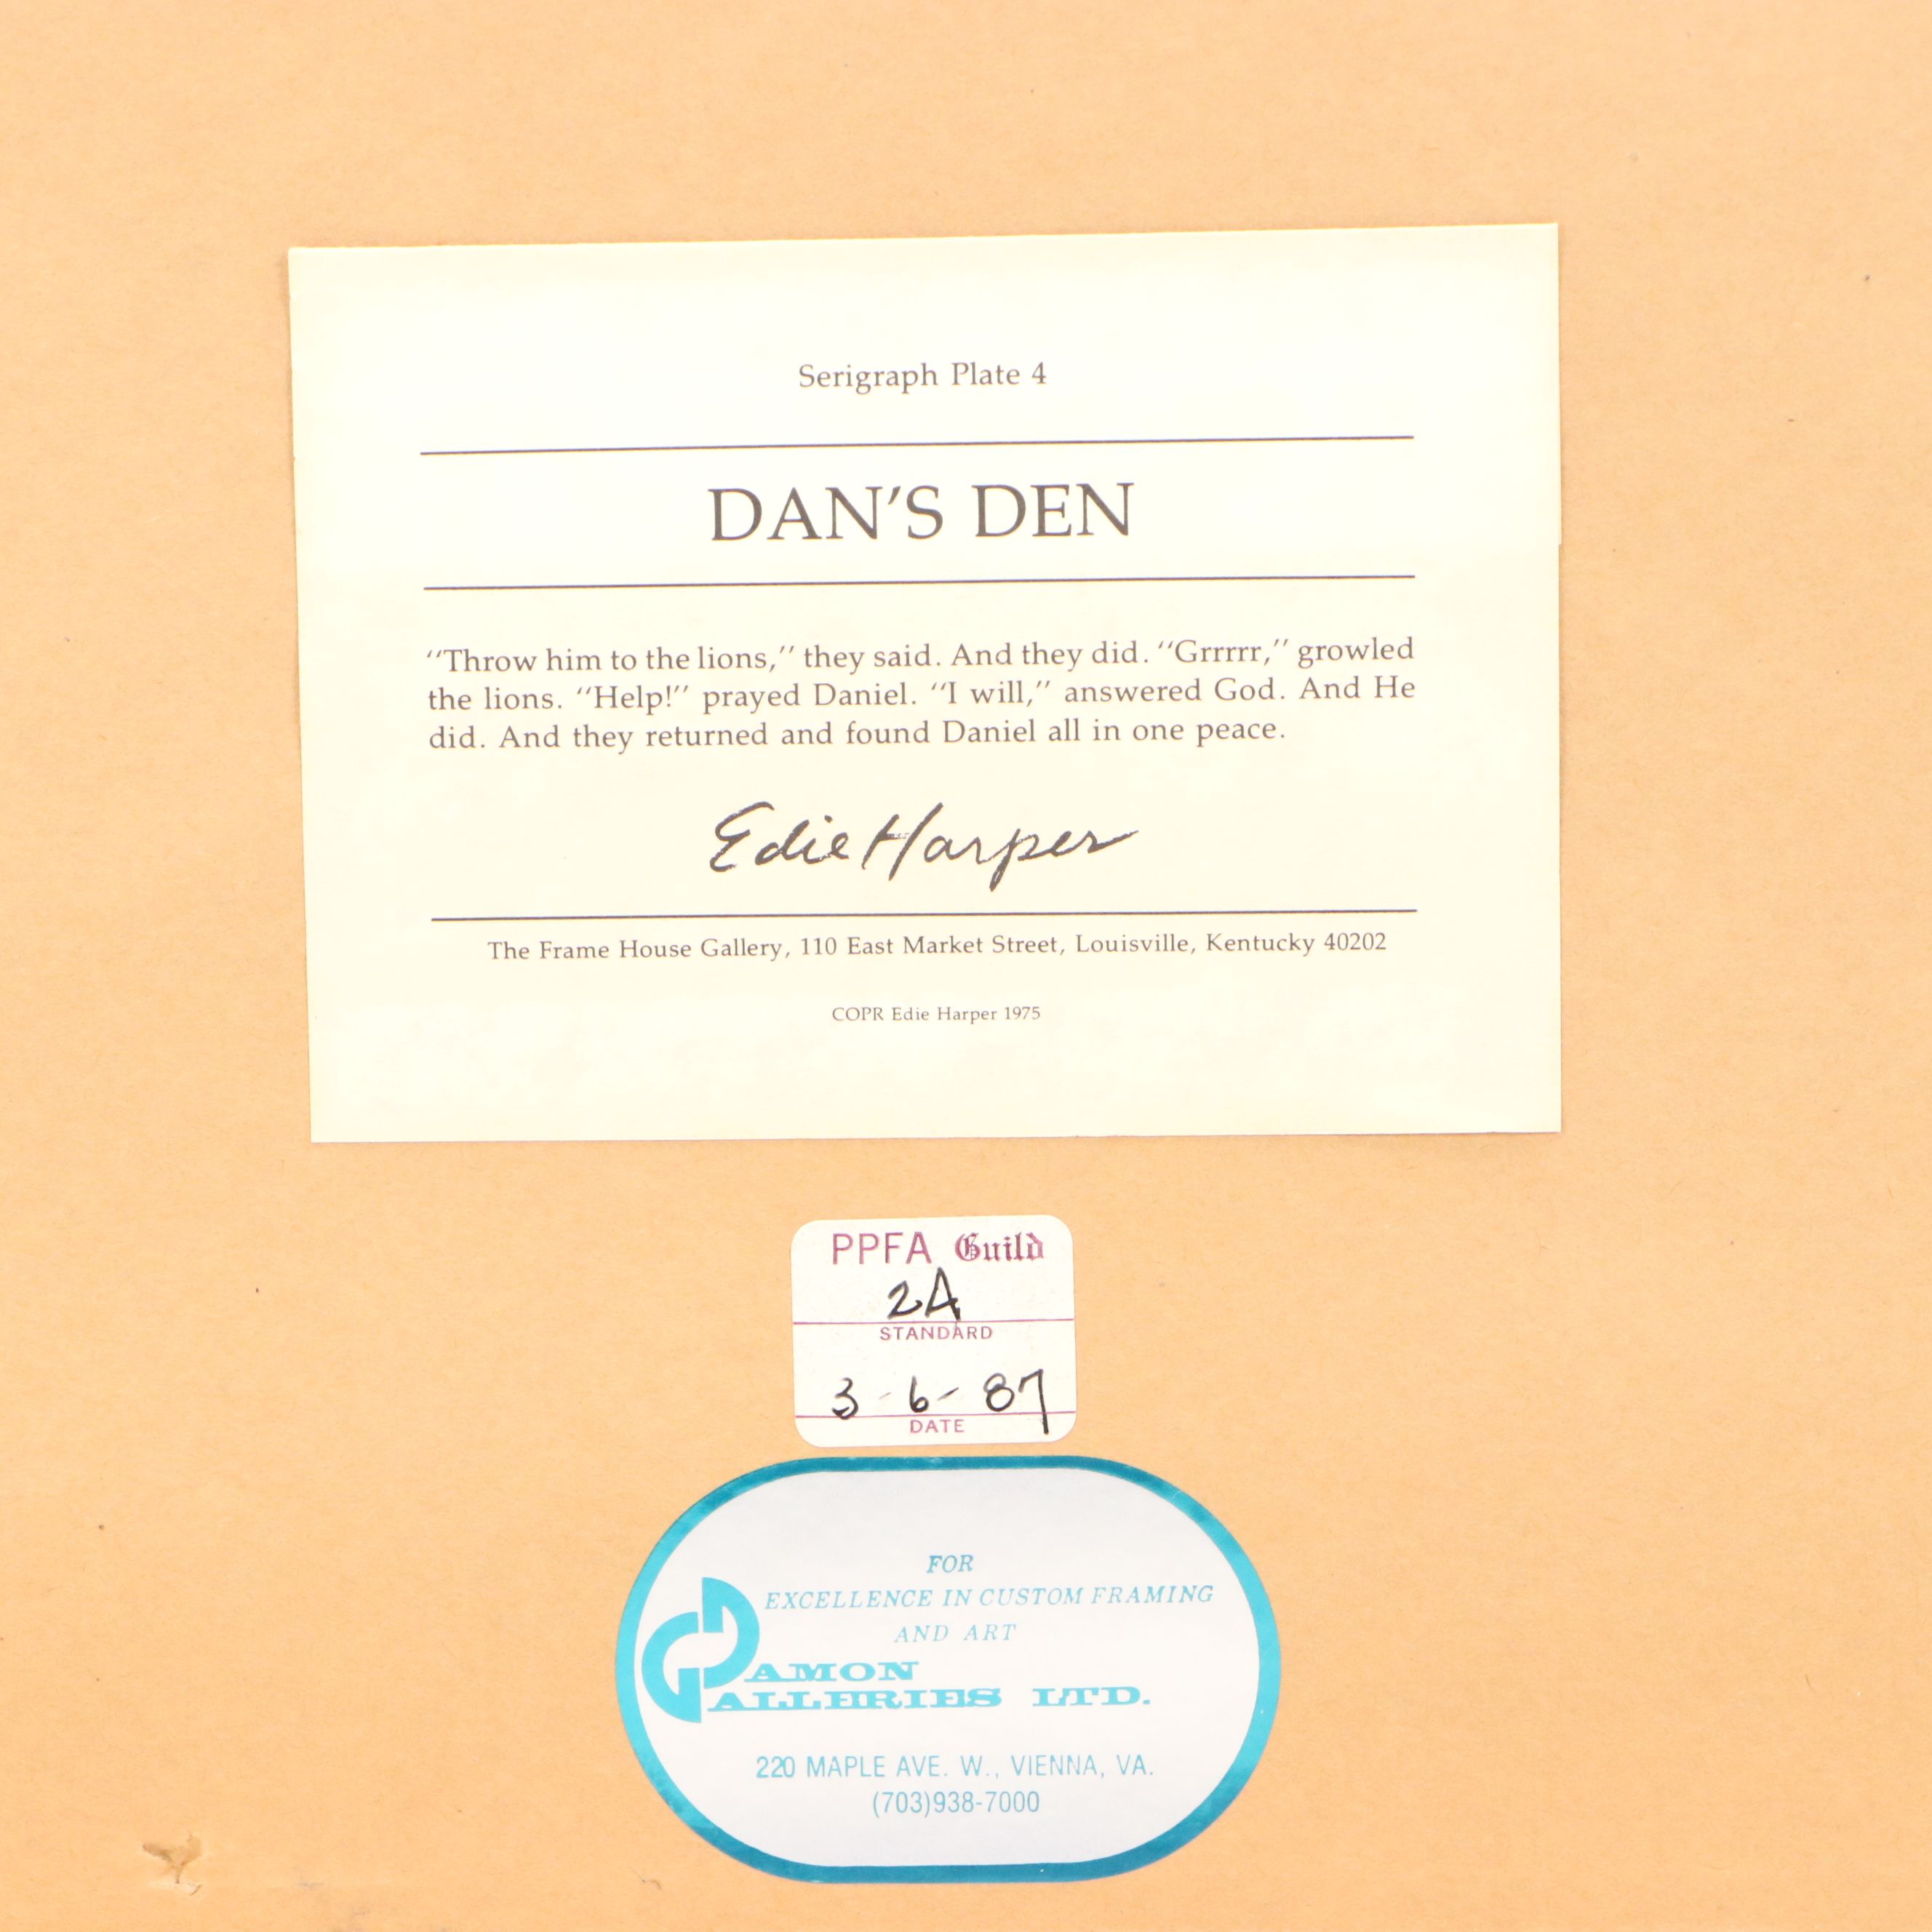 Serigraph Plate 4
DAN'S DEN
"Throw him to the lions," they said. And they did. "Grrrrr," growled
the lions. "Help!" prayed Daniel. "I will," answered God. And He
did. And they returned and found Daniel all in one peace.
Edie Harper
The Frame House Gallery, 110 East Market Street, Louisville, Kentucky 40202
COPR Edie Harper 1975
PPFA Guild
2A
STANDARD
3-6-87
DATE
FOR
EXCELLENCE IN CUSTOM FRAMING
AND ART
DAMON
GALLERIES LTD.
220 MAPLE AVE. W., VIENNA, VA.
(703)938-7000